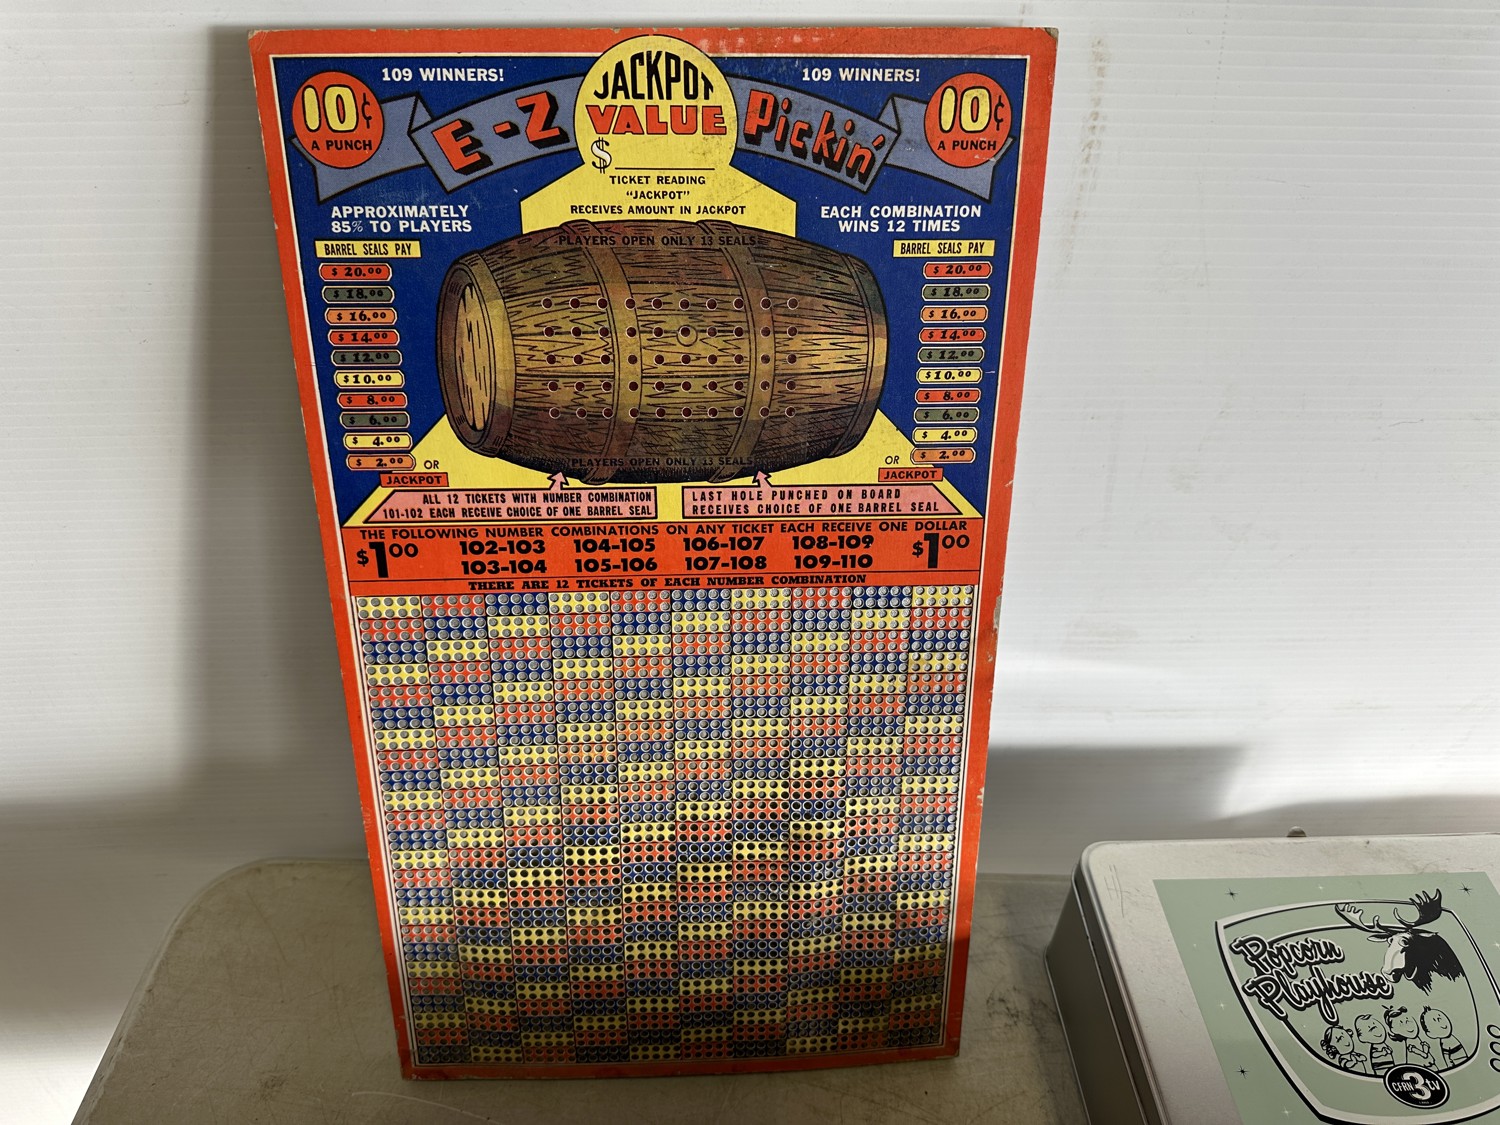 109 WINNERS!
109 WINNERS!
10¢
A PUNCH
E-Z
JACKPOT
VALUE
$
Pickin'
10¢
A PUNCH
TICKET READING
"JACKPOT"
RECEIVES AMOUNT IN JACKPOT
APPROXIMATELY
85% TO PLAYERS
EACH COMBINATION
WINS 12 TIMES
BARREL SEALS PAY
$ 20.00
$ 18.00
$ 16.00
$ 14.00
$ 12.00
$ 10.00
$ 8.00
$ 6.00
$ 4.00
$ 2.00
OR
JACKPOT
PLAYERS OPEN ONLY 13 SEALS
PLAYERS OPEN ONLY 13 SEALS
BARREL SEALS PAY
$ 20.00
$ 18.00
$ 16.00
$ 14.00
$ 12.00
$ 10.00
$ 8.00
$ 6.00
$ 4.00
$ 2.00
OR
JACKPOT
ALL 12 TICKETS WITH NUMBER COMBINATION
101-102 EACH RECEIVE CHOICE OF ONE BARREL SEAL
LAST HOLE PUNCHED ON BOARD
RECEIVES CHOICE OF ONE BARREL SEAL
THE FOLLOWING NUMBER COMBINATIONS ON ANY TICKET EACH RECEIVE ONE DOLLAR
$1.00 102-103 104-105 106-107 108-109 $1.00
103-104 105-106 107-108 109-110
THERE ARE 12 TICKETS OF EACH NUMBER COMBINATION
Popcorn
Playhouse
CFRN 3 TV